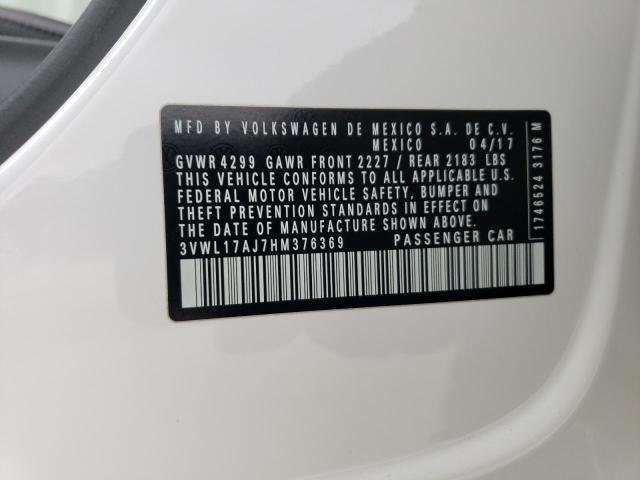 MFD BY VOLKSWAGEN DE MEXICO S.A. DE C.V.
MEXICO 04/17
GVWR 4299 GAWR FRONT 2227 / REAR 2183 LBS
THIS VEHICLE CONFORMS TO ALL APPLICABLE U.S.
FEDERAL MOTOR VEHICLE SAFETY, BUMPER AND
THEFT PREVENTION STANDARDS IN EFFECT ON
THE DATE OF MANUFACTURE SHOWN ABOVE.
3VWL17AJ7HM376369 PASSENGER CAR
1746524 3176 M